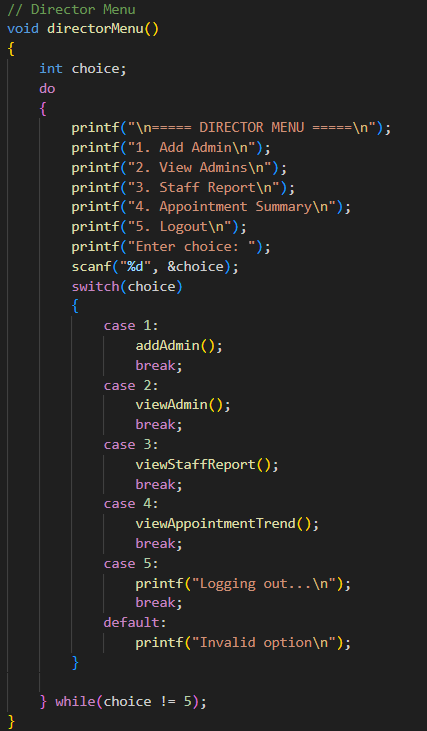 // Director Menu
void directorMenu()
{
    int choice;
    do
    {
        printf("\n===== DIRECTOR MENU =====\n");
        printf("1. Add Admin\n");
        printf("2. View Admins\n");
        printf("3. Staff Report\n");
        printf("4. Appointment Summary\n");
        printf("5. Logout\n");
        printf("Enter choice: ");
        scanf("%d", &choice);
        switch(choice)
        {
            case 1:
                addAdmin();
                break;
            case 2:
                viewAdmin();
                break;
            case 3:
                viewStaffReport();
                break;
            case 4:
                viewAppointmentTrend();
                break;
            case 5:
                printf("Logging out...\n");
                break;
            default:
                printf("Invalid option\n");
        }

    } while(choice != 5);
}